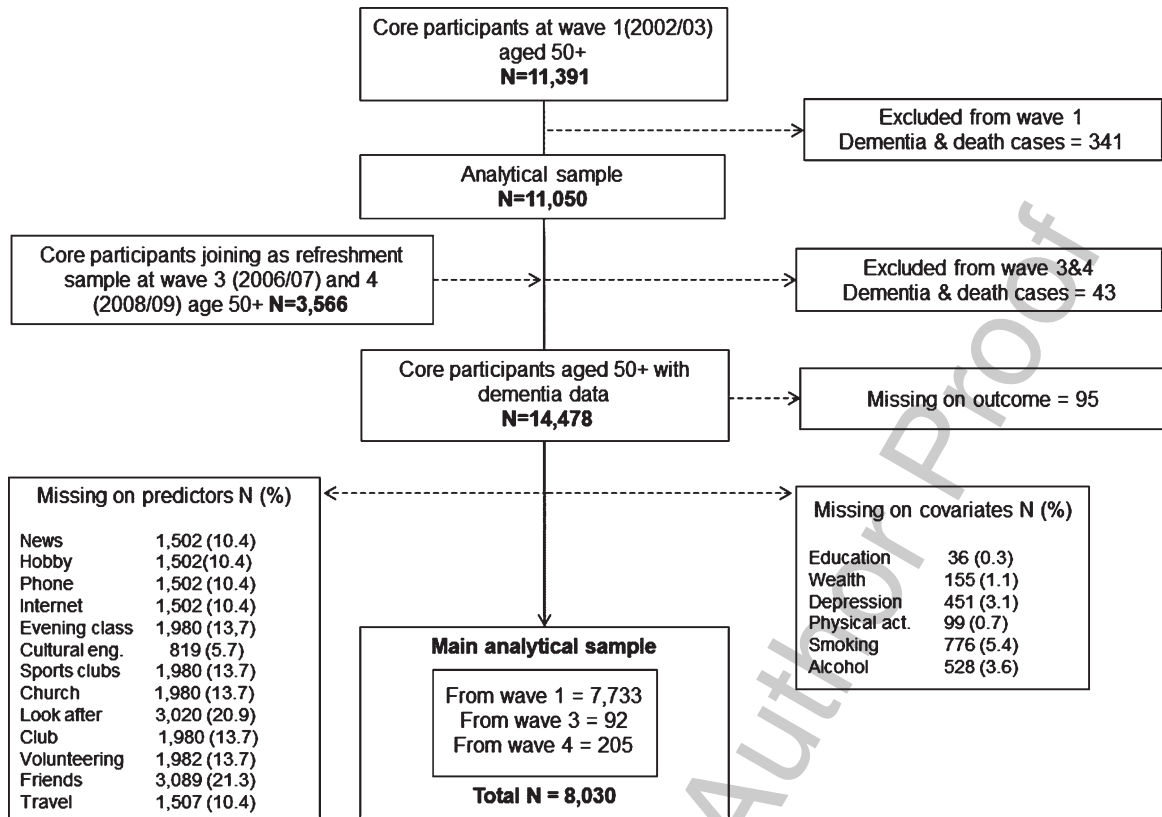 Core participants at wave 1(2002/03)
aged 50+
N=11,391
Excluded from wave 1
Dementia & death cases = 341
Analytical sample
N=11,050
Core participants joining as refreshment
sample at wave 3 (2006/07) and 4
(2008/09) age 50+ N=3,566
Excluded from wave 3&4
Dementia & death cases = 43
Core participants aged 50+ with
dementia data
N=14,478
Missing on outcome = 95
Missing on predictors N (%)
News 1,502 (10.4)
Hobby 1,502(10.4)
Phone 1,502 (10.4)
Internet 1,502 (10.4)
Evening class 1,980 (13,7)
Cultural eng. 819 (5.7)
Sports clubs 1,980 (13.7)
Church 1,980 (13.7)
Look after 3,020 (20.9)
Club 1,980 (13.7)
Volunteering 1,982 (13.7)
Friends 3,089 (21.3)
Travel 1,507 (10.4)
Missing on covariates N (%)
Education 36 (0.3)
Wealth 155 (1.1)
Depression 451 (3.1)
Physical act. 99 (0.7)
Smoking 776 (5.4)
Alcohol 528 (3.6)
Main analytical sample
From wave 1 = 7,733
From wave 3 = 92
From wave 4 = 205
Total N = 8,030
Author Proof